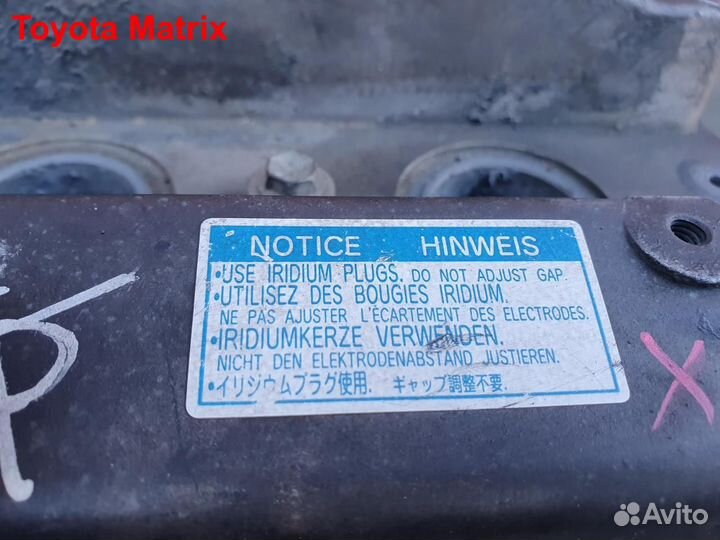 Toyota Matrix
NOTICE HINWEIS
•USE IRIDIUM PLUGS. DO NOT ADJUST GAP.
•UTILISEZ DES BOUGIES IRIDIUM.
NE PAS AJUSTER L'ÉCARTEMENT DES ELECTRODES.
•IRIDIUMKERZE VERWENDEN.
NICHT DEN ELEKTRODENABSTAND JUSTIEREN.
•イリジウムプラグ使用. ギャップ調整不要.
X
Avito